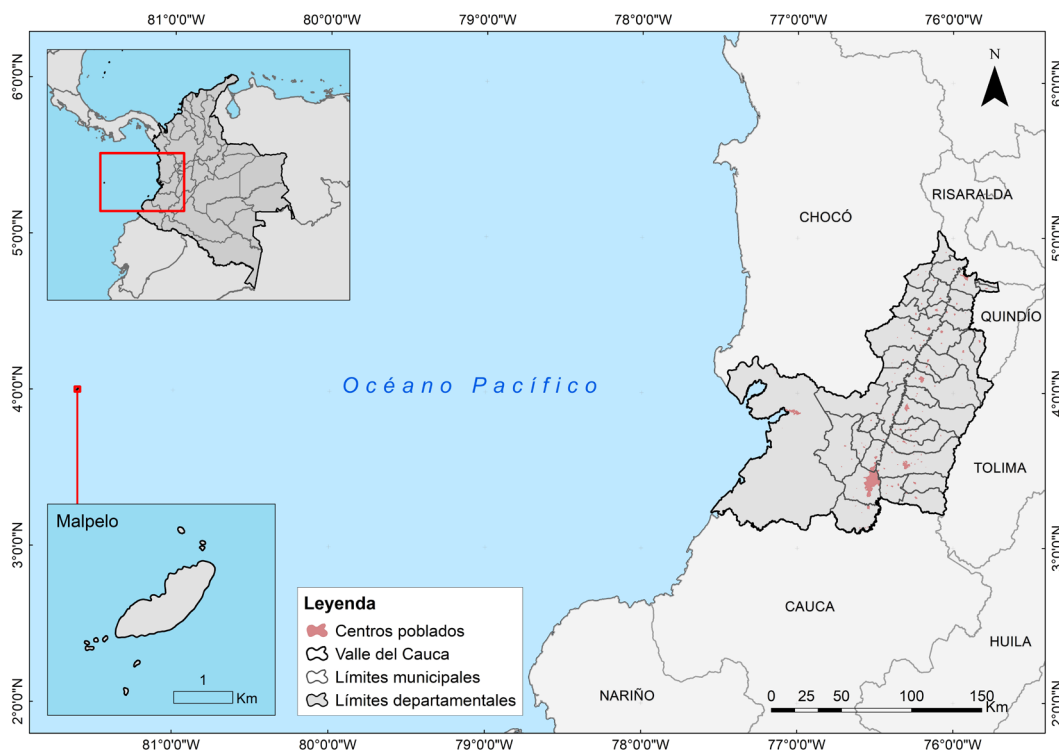 81°0'0"W 80°0'0"W 79°0'0"W 78°0'0"W 77°0'0"W 76°0'0"W
6°0'0"N
5°0'0"N
4°0'0"N
3°0'0"N
2°0'0"N
N
6°0'0"N
5°0'0"N
4°0'0"N
3°0'0"N
2°0'0"N
RISARALDA
CHOCÓ
QUINDÍO
Océano Pacífico
TOLIMA
CAUCA
HUILA
NARIÑO
Malpelo
1
Km
Leyenda
Centros poblados
Valle del Cauca
Límites municipales
Límites departamentales
0 25 50 100 150
Km
81°0'0"W 80°0'0"W 79°0'0"W 78°0'0"W 77°0'0"W 76°0'0"W